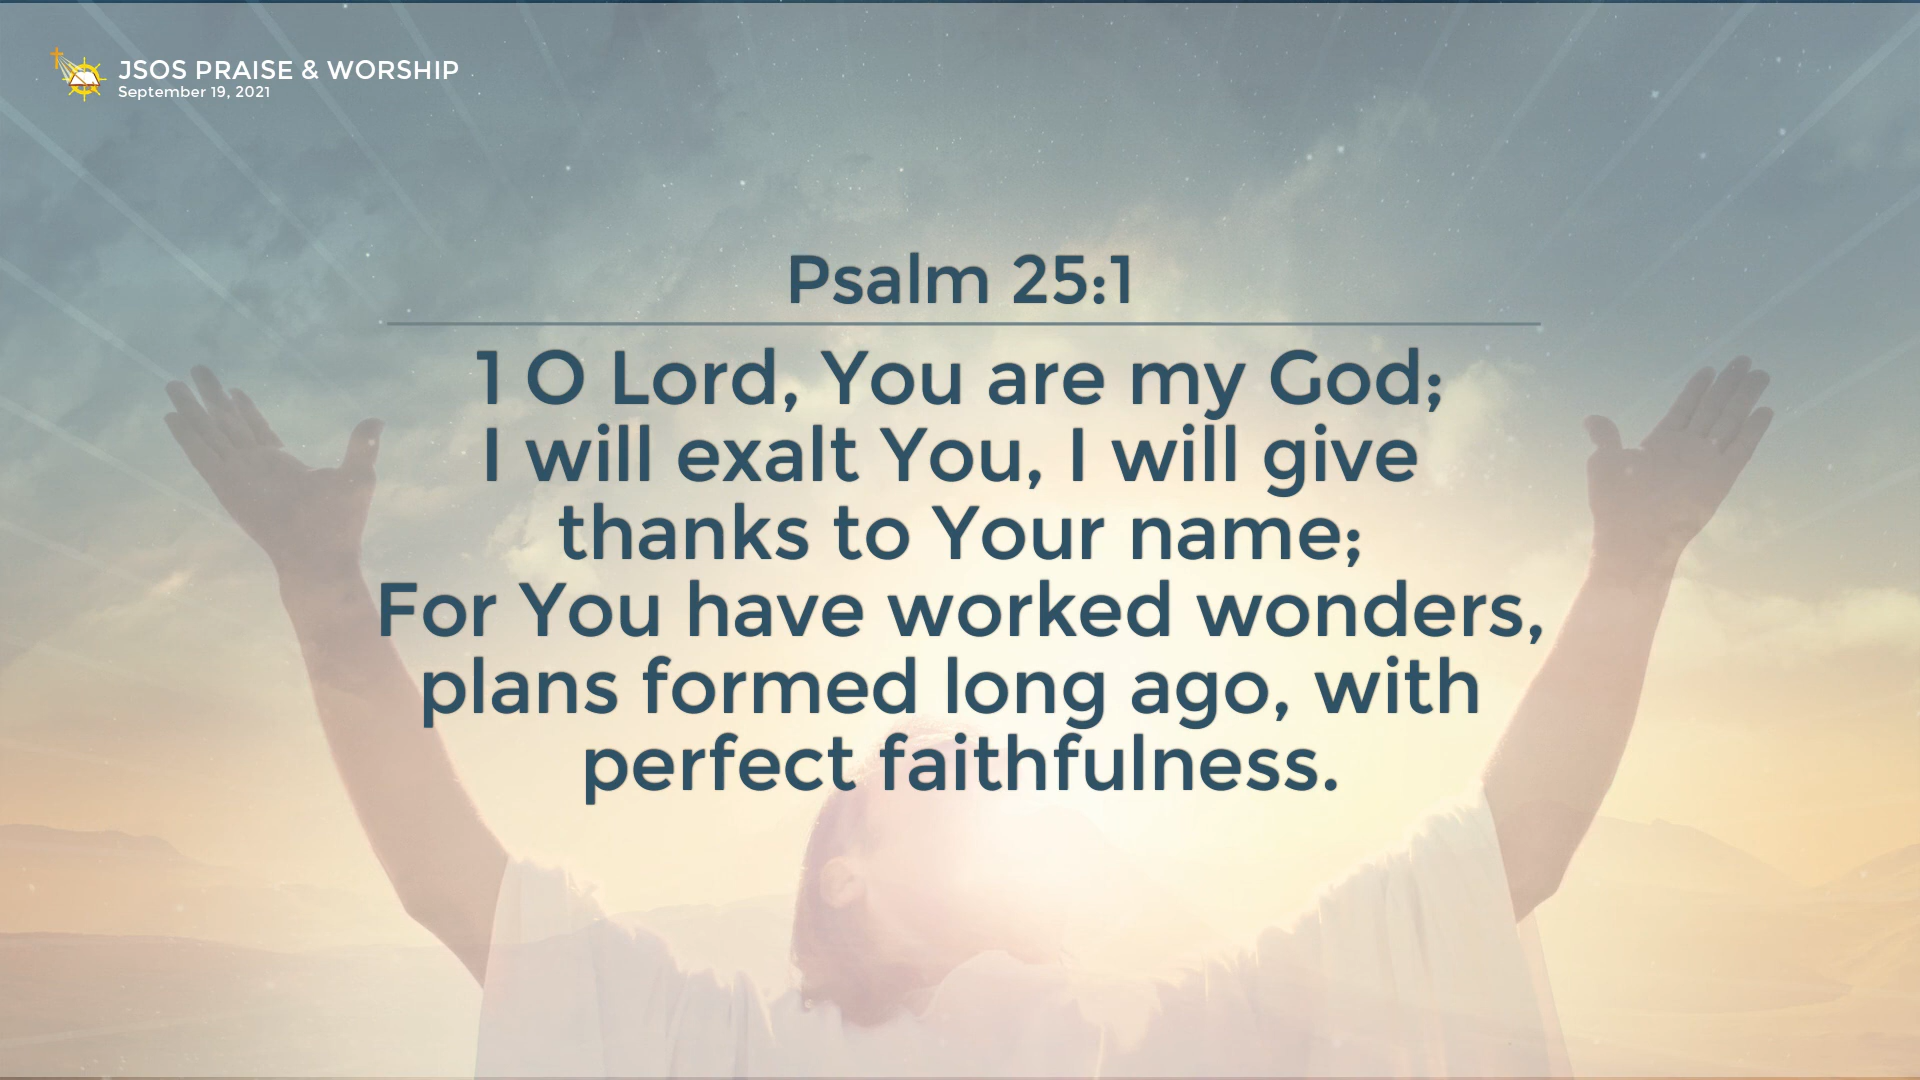 JSOS PRAISE & WORSHIP
September 19, 2021
Psalm 25:1
1 O Lord, You are my God;
I will exalt You, I will give
thanks to Your name;
For You have worked wonders,
plans formed long ago, with
perfect faithfulness.